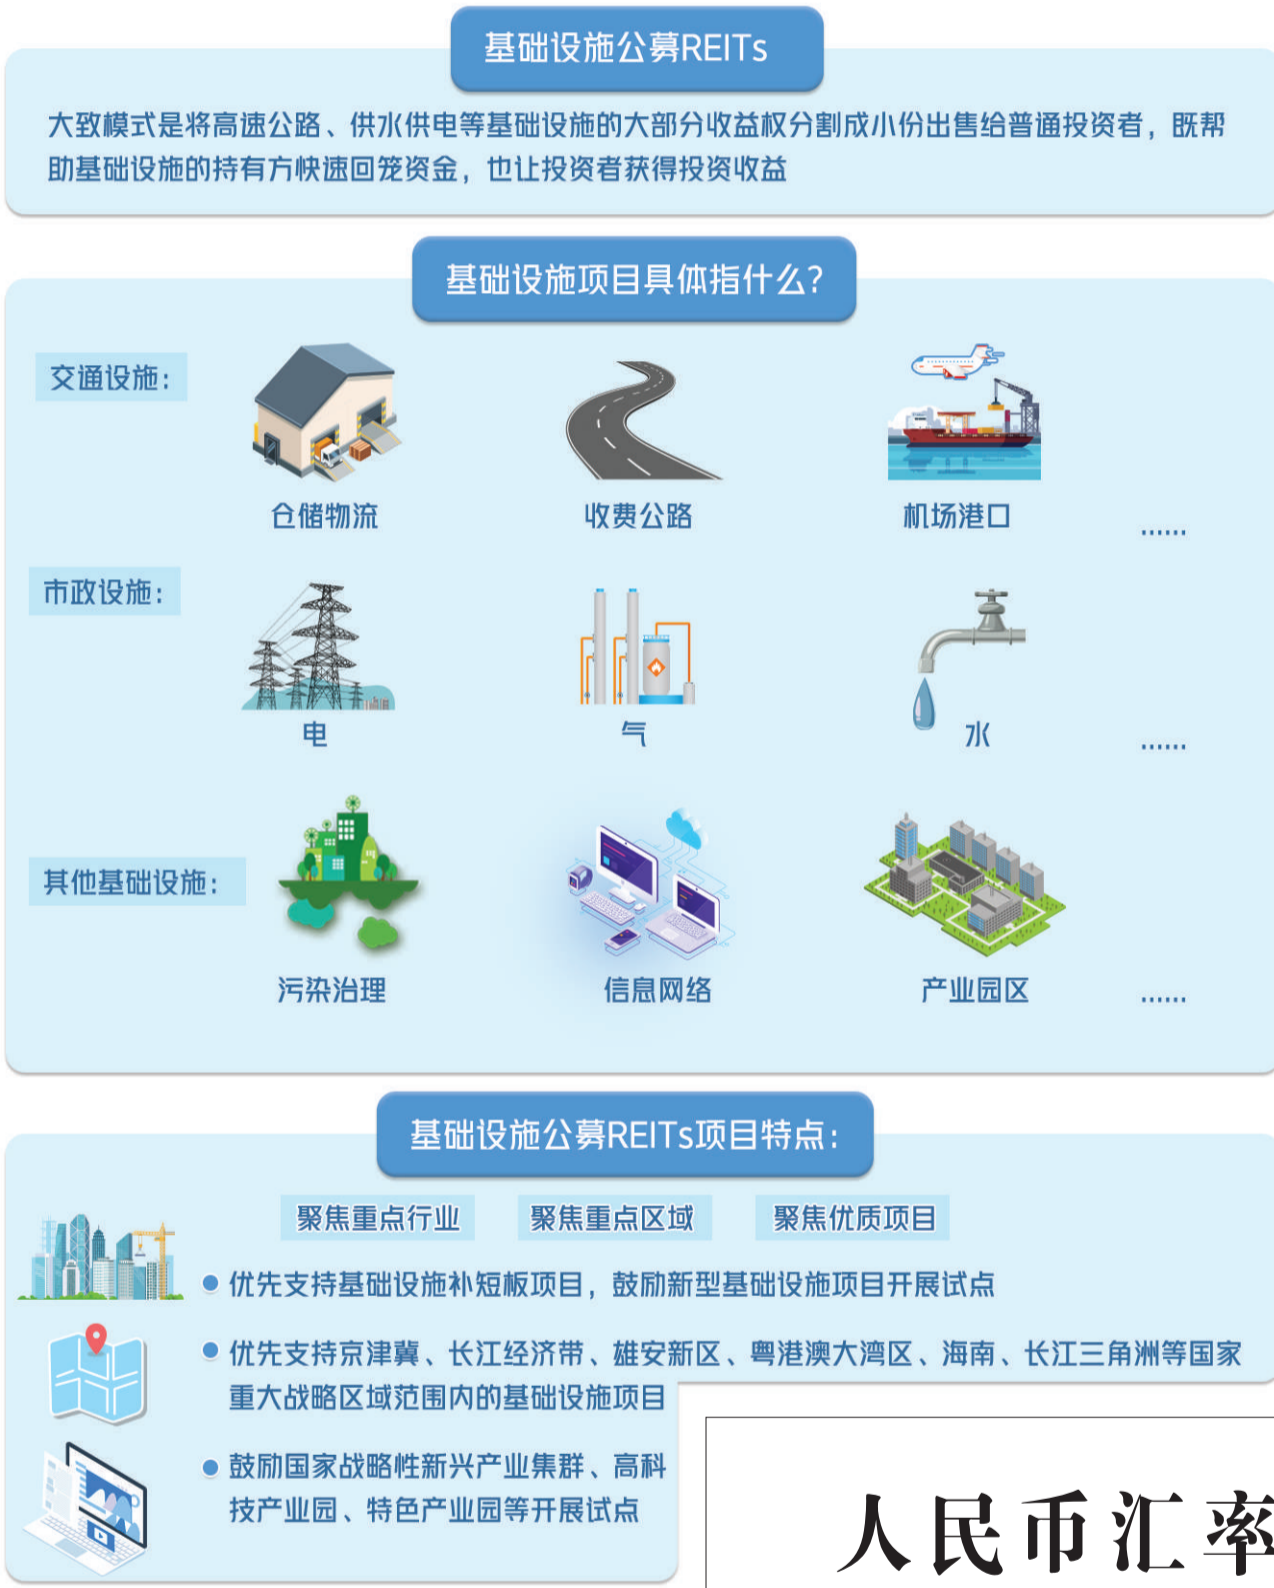 基础设施公募REITs
大致模式是将高速公路、供水供电等基础设施的大部分收益权分割成小份出售给普通投资者，既帮
助基础设施的持有方快速回笼资金，也让投资者获得投资收益
基础设施项目具体指什么?
交通设施：
仓储物流
收费公路
机场港口
......
市政设施：
电
气
水
......
其他基础设施：
污染治理
信息网络
产业园区
......
基础设施公募REITs项目特点：
聚焦重点行业
聚焦重点区域
聚焦优质项目
● 优先支持基础设施补短板项目，鼓励新型基础设施项目开展试点
● 优先支持京津冀、长江经济带、雄安新区、粤港澳大湾区、海南、长江三角洲等国家
重大战略区域范围内的基础设施项目
● 鼓励国家战略性新兴产业集群、高科
技产业园、特色产业园等开展试点
人民币汇率